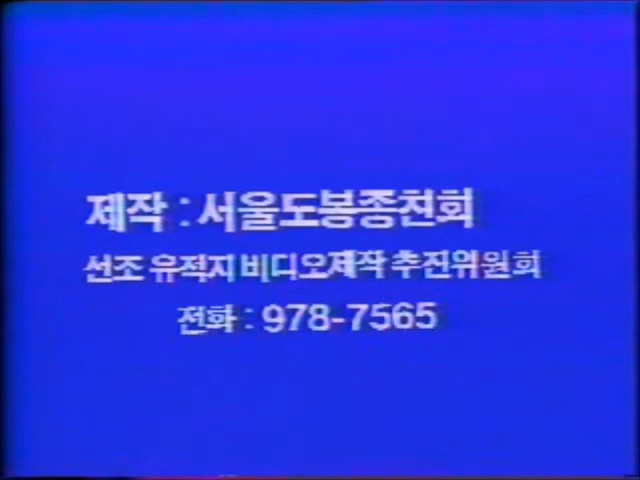 제작 : 서울도봉종친회
선조 유적지 비디오제작 추진위원회
전화 : 978-7565